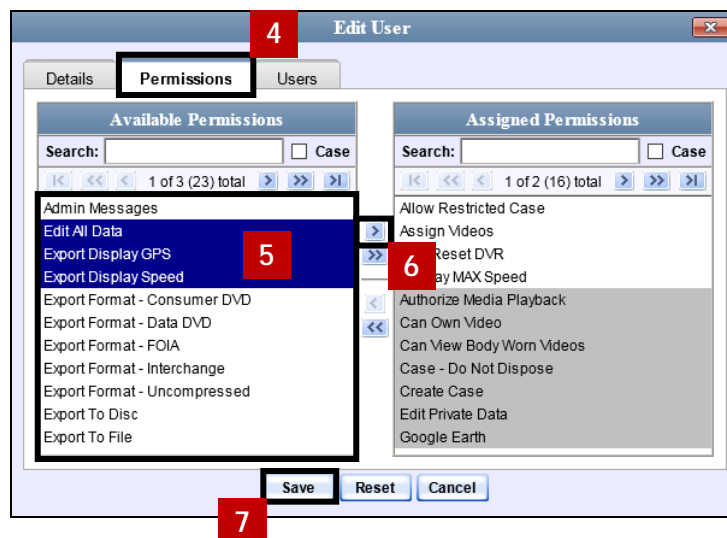 4
Edit User
Details Permissions Users
Available Permissions
Search: Case
1 of 3 (23) total
Admin Messages
Edit All Data
Export Display GPS
Export Display Speed
Export Format - Consumer DVD
Export Format - Data DVD
Export Format - FOIA
Export Format - Interchange
Export Format - Uncompressed
Export To Disc
Export To File
5
6
Assigned Permissions
Search: Case
1 of 2 (16) total
Allow Restricted Case
Assign Videos
Reset DVR
MAX Speed
Authorize Media Playback
Can Own Video
Can View Body Worn Videos
Case - Do Not Dispose
Create Case
Edit Private Data
Google Earth
Save Reset Cancel
7